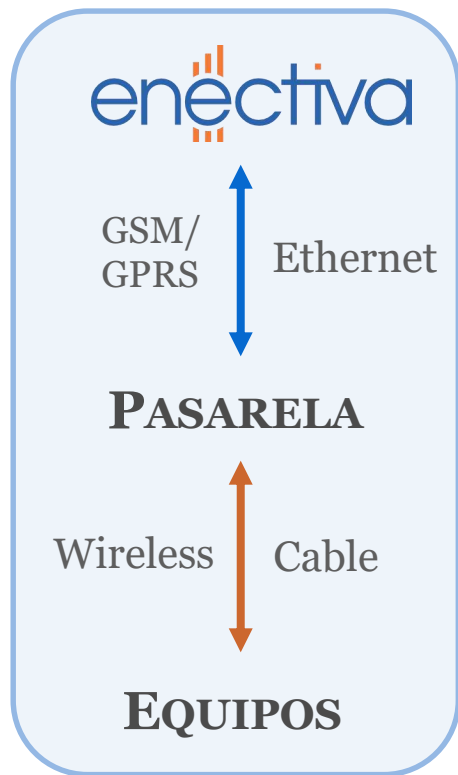 enectiva
GSM/
GPRS
Ethernet
PASARELA
Wireless
Cable
EQUIPOS